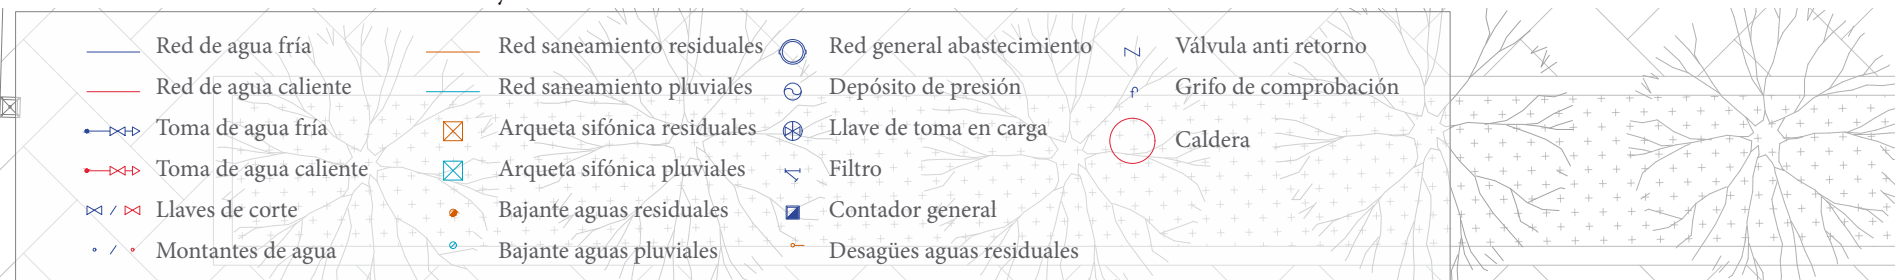 Red de agua fría
Red de agua caliente
Toma de agua fría
Toma de agua caliente
Llaves de corte
Montantes de agua
Red saneamiento residuales
Red saneamiento pluviales
Arqueta sifónica residuales
Arqueta sifónica pluviales
Bajante aguas residuales
Bajante aguas pluviales
Red general abastecimiento
Depósito de presión
Llave de toma en carga
Filtro
Contador general
Desagües aguas residuales
Válvula anti retorno
Grifo de comprobación
Caldera